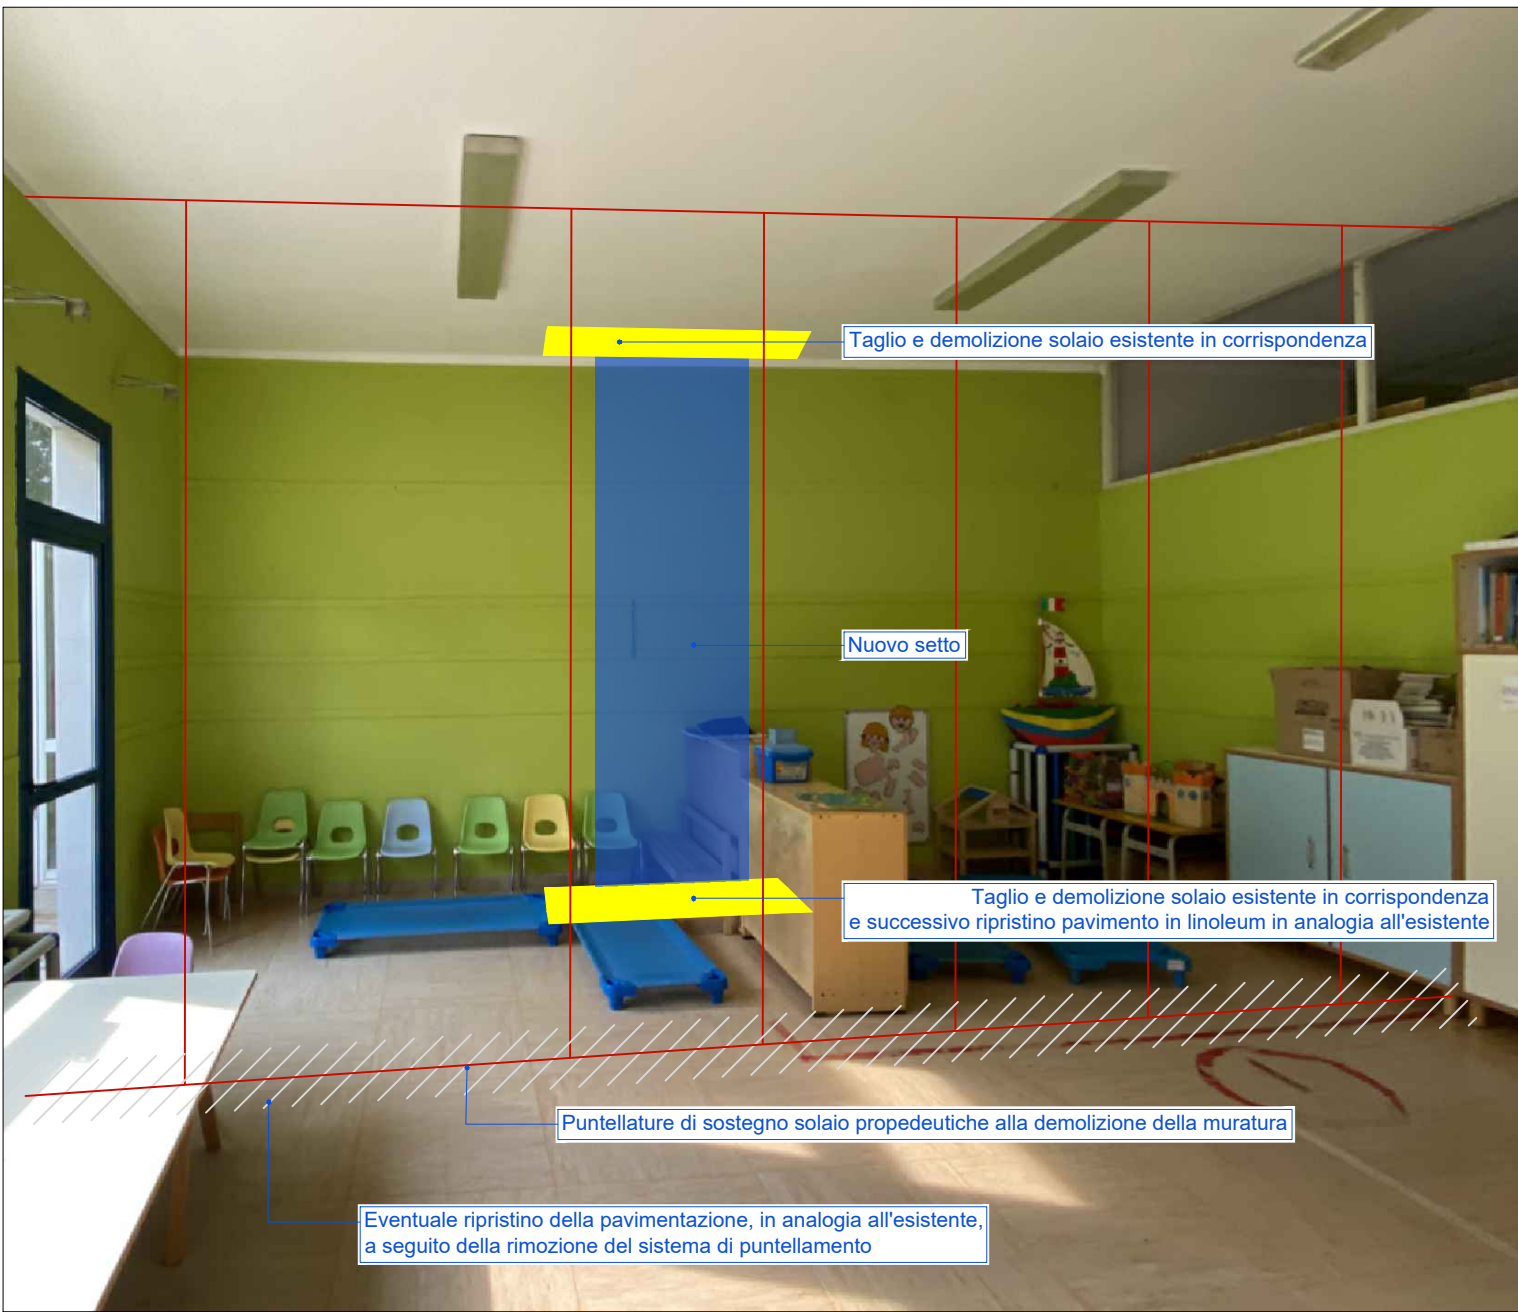 Taglio e demolizione solaio esistente in corrispondenza
Nuovo setto
Taglio e demolizione solaio esistente in corrispondenza
e successivo ripristino pavimento in linoleum in analogia all'esistente
Puntellature di sostegno solaio propedeutiche alla demolizione della muratura
Eventuale ripristino della pavimentazione, in analogia all'esistente,
a seguito della rimozione del sistema di puntellamento